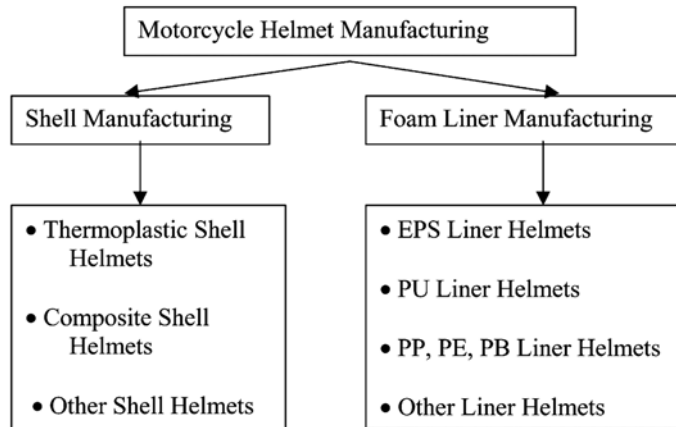 Motorcycle Helmet Manufacturing
Shell Manufacturing
Foam Liner Manufacturing
• Thermoplastic Shell
Helmets
• Composite Shell
Helmets
• Other Shell Helmets
• EPS Liner Helmets
• PU Liner Helmets
• PP, PE, PB Liner Helmets
• Other Liner Helmets